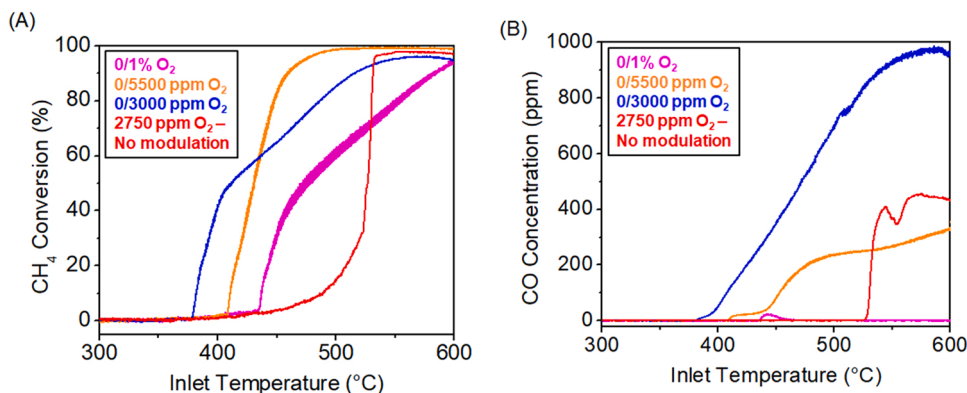 (A)
100
80
60
40
20
0
CH₄ Conversion (%)
0/1% O₂
0/5500 ppm O₂
0/3000 ppm O₂
2750 ppm O₂–
No modulation
300 400 500 600
Inlet Temperature (°C)
(B)
1000
800
600
400
200
0
CO Concentration (ppm)
0/1% O₂
0/5500 ppm O₂
0/3000 ppm O₂
2750 ppm O₂–
No modulation
300 400 500 600
Inlet Temperature (°C)